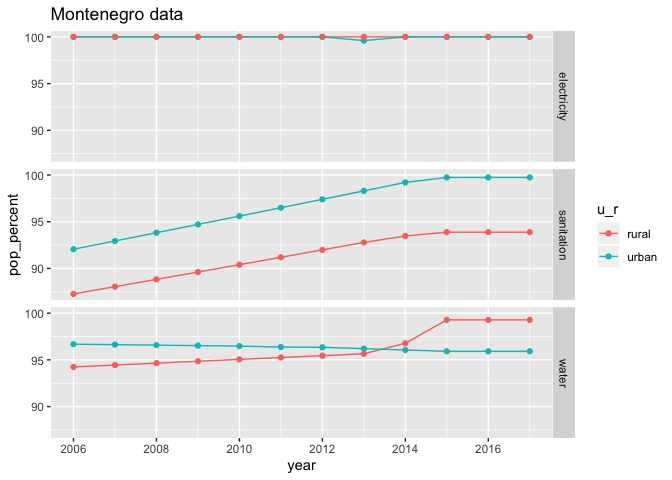 Montenegro data
100
95
90
electricity
100
95
90
sanitation
100
95
90
water
pop_percent
2006 2008 2010 2012 2014 2016
year
u_r
rural
urban